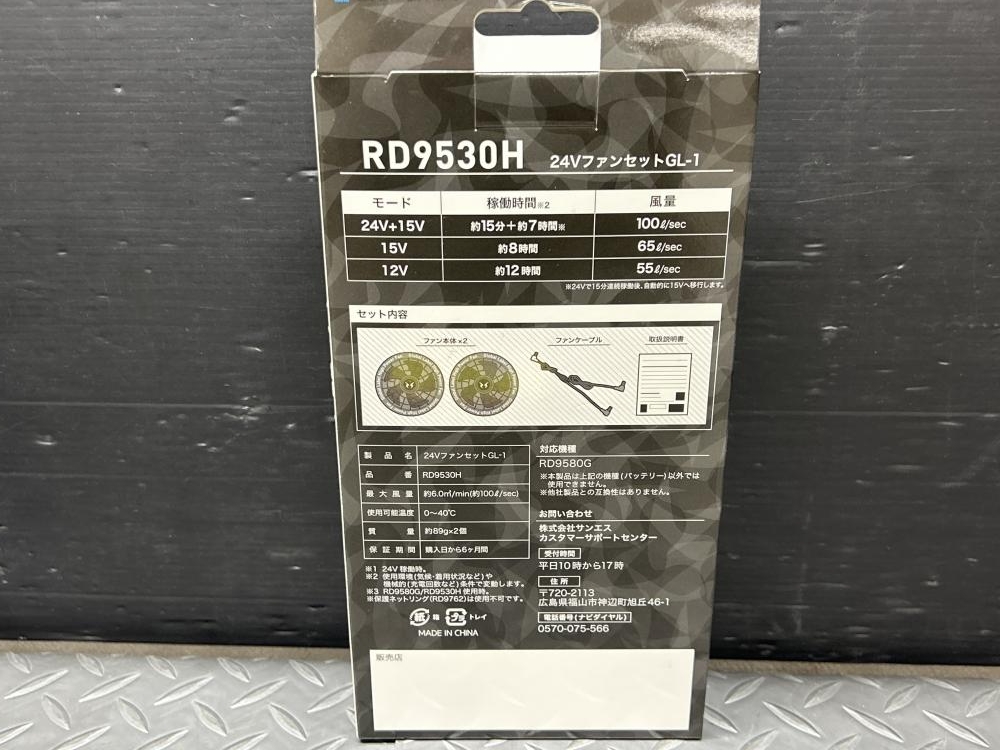 RD9530H 24VファンセットGL-1
モード 稼働時間※2 風量
24V+15V 約15分+約7時間※ 100ℓ/sec
15V 約8時間 65ℓ/sec
12V 約12時間 55ℓ/sec
※24Vで15分連続稼働後、自動的に15Vへ移行します。
セット内容
ファン本体×2 ファンケーブル 取扱説明書
製品名 24VファンセットGL-1
品番 RD9530H
最大風量 約6.0㎥/min(約100ℓ/sec)
使用可能温度 0〜40℃
質量 約89g×2個
保証期間 購入日から6ヶ月間
※1 24V 稼働時。
※2 使用環境(気候・着用状況など)や
機械的(充電回数など)条件で変動します。
※3 RD9580G/RD9530H 使用時。
※保護ネットリング(RD9762)は使用不可です。
紙 箱 プラ トレイ
MADE IN CHINA
対応機種
RD9580G
※本製品は上記の機種(バッテリー)以外では
使用できません。
※他社製品との互換性はありません。
お問い合わせ
株式会社サンエス
カスタマーサポートセンター
受付時間
平日10時から17時
住所
〒720-2113
広島県福山市神辺町旭丘46-1
電話番号(ナビダイヤル)
0570-075-566
販売店